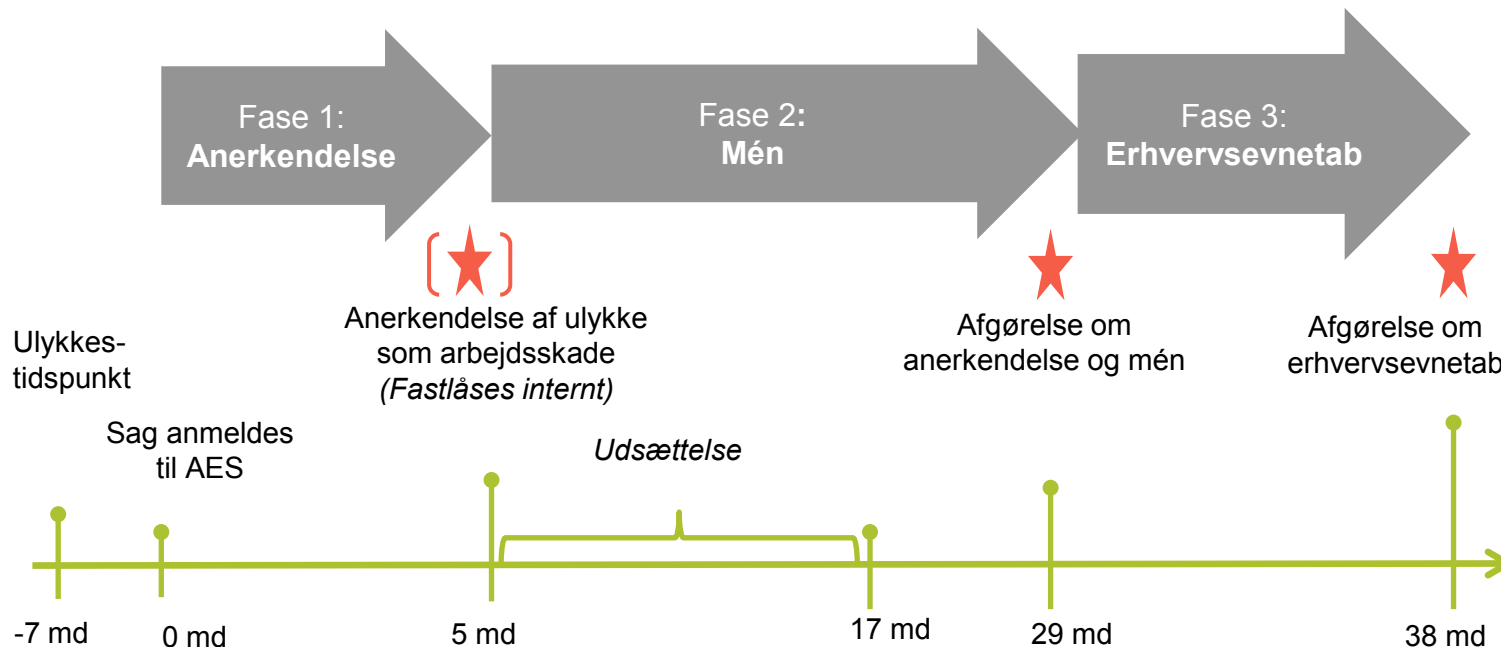 Fase 1:
Anerkendelse
Fase 2:
Mén
Fase 3:
Erhvervsevnetab
Ulykkes-
tidspunkt
Sag anmeldes
til AES
Anerkendelse af ulykke
som arbejdsskade
(Fastlåses internt)
Udsættelse
Afgørelse om
anerkendelse og mén
Afgørelse om
erhvervsevnetab
-7 md
0 md
5 md
17 md
29 md
38 md